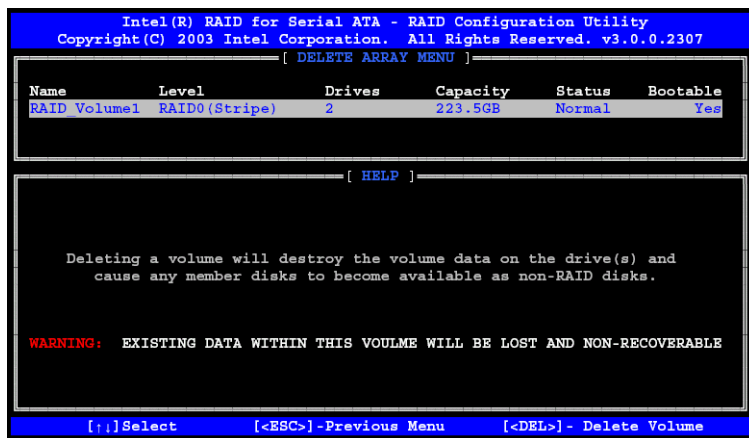 Intel(R) RAID for Serial ATA - RAID Configuration Utility
Copyright(C) 2003 Intel Corporation. All Rights Reserved. v3.0.0.2307
[ DELETE ARRAY MENU ]
Name Level Drives Capacity Status Bootable
RAID_Volume1 RAID0(Stripe) 2 223.5GB Normal Yes
[ HELP ]
Deleting a volume will destroy the volume data on the drive(s) and
cause any member disks to become available as non-RAID disks.
WARNING: EXISTING DATA WITHIN THIS VOULME WILL BE LOST AND NON-RECOVERABLE
[↑↓]Select [<ESC>]-Previous Menu [<DEL>]- Delete Volume